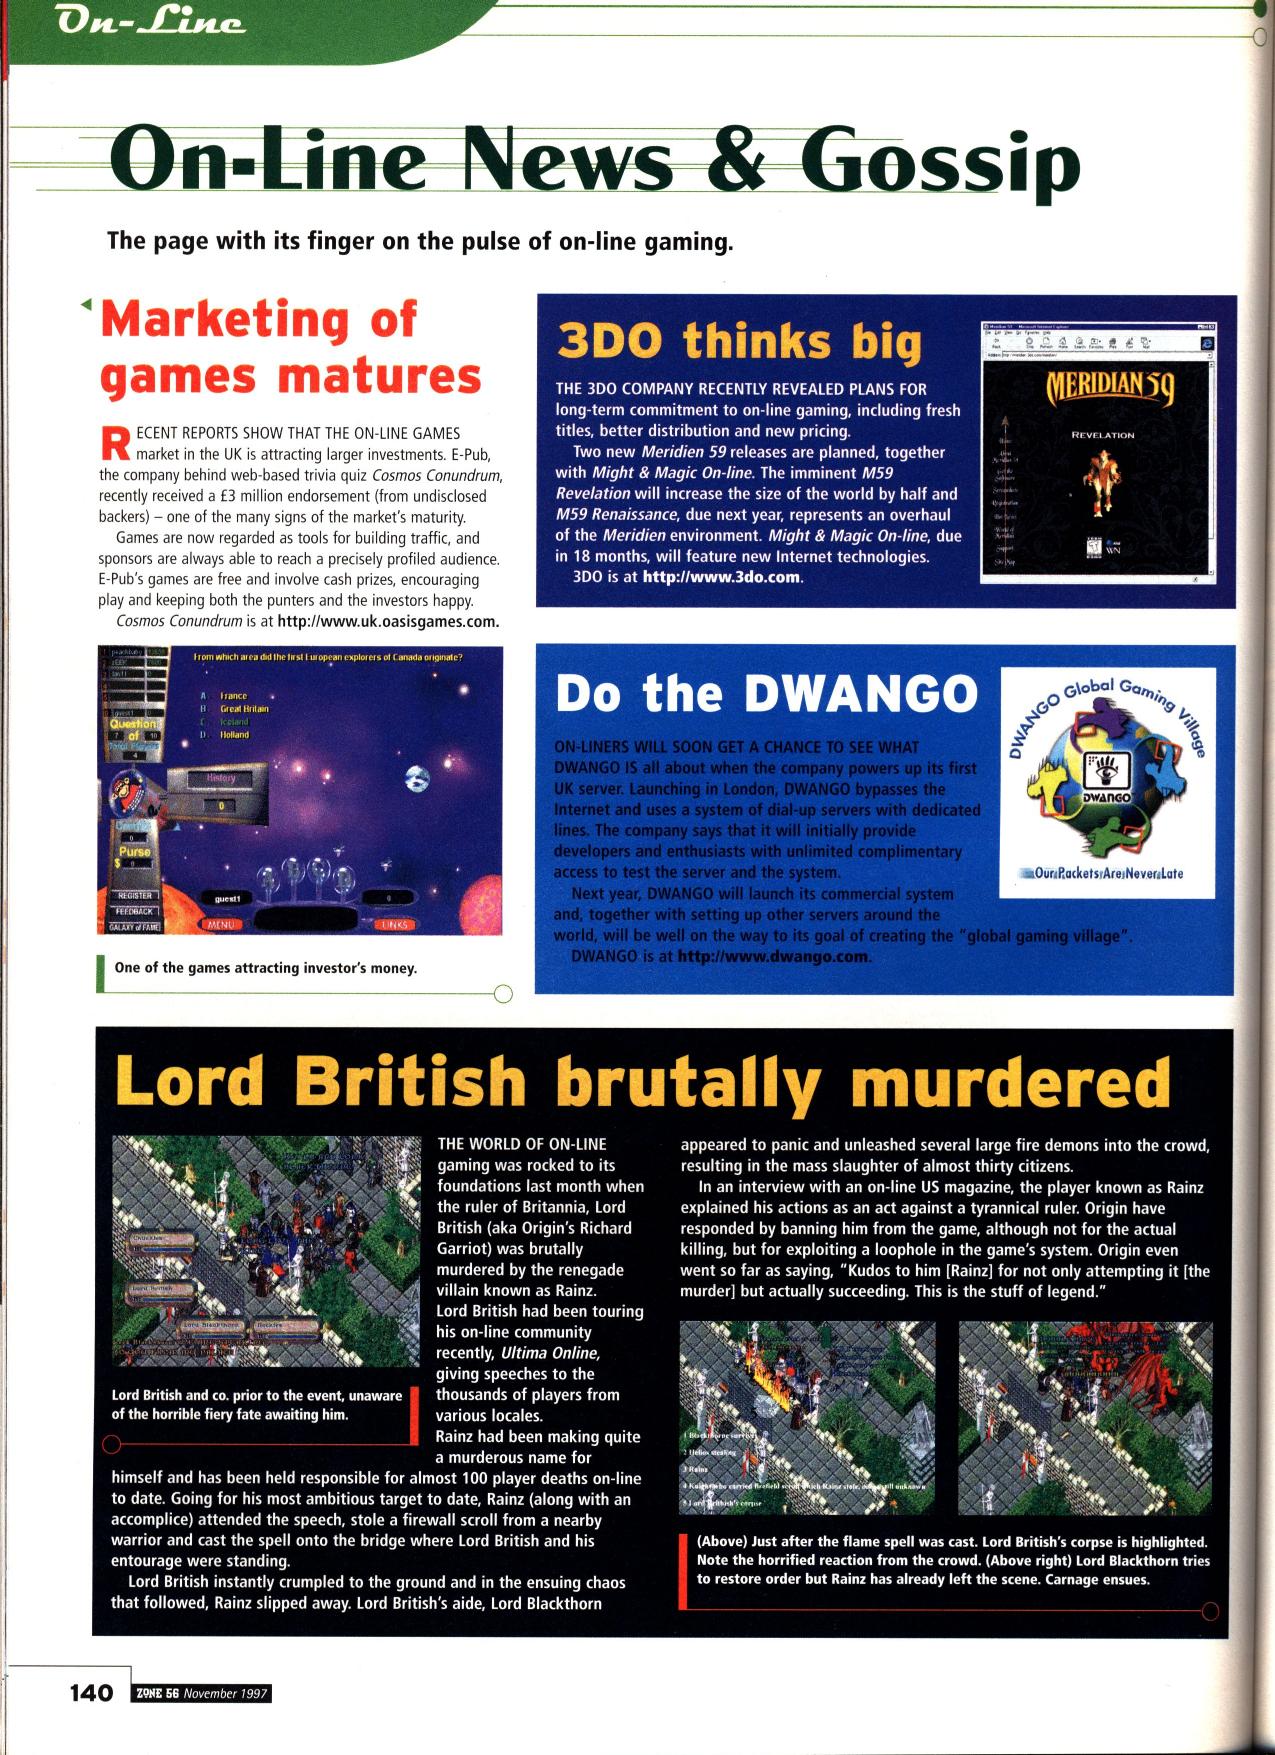 On-Line
On-Line News & Gossip
The page with its finger on the pulse of on-line gaming.
Marketing of
games matures
RECENT REPORTS SHOW THAT THE ON-LINE GAMES
market in the UK is attracting larger investments. E-Pub,
the company behind web-based trivia quiz Cosmos Conundrum,
recently received a £3 million endorsement (from undisclosed
backers) – one of the many signs of the market's maturity.
Games are now regarded as tools for building traffic, and
sponsors are always able to reach a precisely profiled audience.
E-Pub's games are free and involve cash prizes, encouraging
play and keeping both the punters and the investors happy.
Cosmos Conundrum is at http://www.uk.oasisgames.com.
From which area did the first European explorers of Canada originate?
A. France
B. Great Britain
C. Iceland
D. Holland
Question
7 of 10
Total Players
4
History
0
Purse
$ 0
REGISTER
FEEDBACK
GALAXY of FAME
guest1
0
MENU
LINKS
One of the games attracting investor's money.
3DO thinks big
THE 3DO COMPANY RECENTLY REVEALED PLANS FOR
long-term commitment to on-line gaming, including fresh
titles, better distribution and new pricing.
Two new Meridien 59 releases are planned, together
with Might & Magic On-line. The imminent M59
Revelation will increase the size of the world by half and
M59 Renaissance, due next year, represents an overhaul
of the Meridien environment. Might & Magic On-line, due
in 18 months, will feature new Internet technologies.
3DO is at http://www.3do.com.
MERIDIAN 59
REVELATION
Do the DWANGO
ON-LINERS WILL SOON GET A CHANCE TO SEE WHAT
DWANGO IS all about when the company powers up its first
UK server. Launching in London, DWANGO bypasses the
Internet and uses a system of dial-up servers with dedicated
lines. The company says that it will initially provide
developers and enthusiasts with unlimited complimentary
access to test the server and the system.
Next year, DWANGO will launch its commercial system
and, together with setting up other servers around the
world, will be well on the way to its goal of creating the "global gaming village".
DWANGO is at http://www.dwango.com.
DWANGO Global Gaming Village
DWANGO
Our Packets Are Never Late
Lord British brutally murdered
Lord British and co. prior to the event, unaware
of the horrible fiery fate awaiting him.
THE WORLD OF ON-LINE
gaming was rocked to its
foundations last month when
the ruler of Britannia, Lord
British (aka Origin's Richard
Garriot) was brutally
murdered by the renegade
villain known as Rainz.
Lord British had been touring
his on-line community
recently, Ultima Online,
giving speeches to the
thousands of players from
various locales.
Rainz had been making quite
a murderous name for
himself and has been held responsible for almost 100 player deaths on-line
to date. Going for his most ambitious target to date, Rainz (along with an
accomplice) attended the speech, stole a firewall scroll from a nearby
warrior and cast the spell onto the bridge where Lord British and his
entourage were standing.
Lord British instantly crumpled to the ground and in the ensuing chaos
that followed, Rainz slipped away. Lord British's aide, Lord Blackthorn
appeared to panic and unleashed several large fire demons into the crowd,
resulting in the mass slaughter of almost thirty citizens.
In an interview with an on-line US magazine, the player known as Rainz
explained his actions as an act against a tyrannical ruler. Origin have
responded by banning him from the game, although not for the actual
killing, but for exploiting a loophole in the game's system. Origin even
went so far as saying, "Kudos to him [Rainz] for not only attempting it [the
murder] but actually succeeding. This is the stuff of legend."
2 Helios stealing
3 Rainz
5 Lord British's corpse
(Above) Just after the flame spell was cast. Lord British's corpse is highlighted.
Note the horrified reaction from the crowd. (Above right) Lord Blackthorn tries
to restore order but Rainz has already left the scene. Carnage ensues.
140 ZONE 56 November 1997